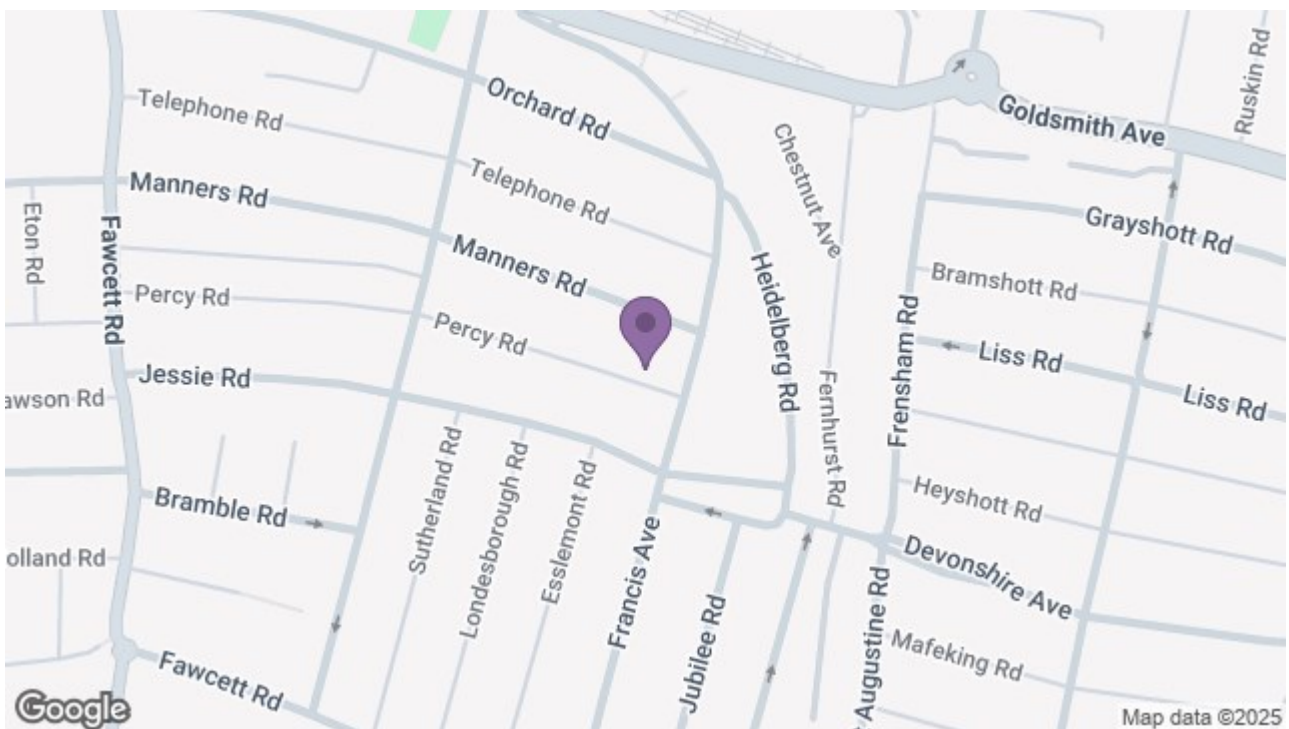 Ruskin Rd
Orchard Rd
Goldsmith Ave
Telephone Rd
Chestnut Ave
Manners Rd
Telephone Rd
Eton Rd
Fawcett Rd
Grayshott Rd
Manners Rd
Heidelberg Rd
Bramshott Rd
Percy Rd
Percy Rd
Frensham Rd
Liss Rd
Jessie Rd
Liss Rd
awson Rd
Fernhurst Rd
Sutherland Rd
Londesborough Rd
Esslemont Rd
Heyshott Rd
Bramble Rd
Francis Ave
Devonshire Ave
olland Rd
Jubilee Rd
Augustine Rd
Mafeking Rd
Fawcett Rd
Google
Map data ©2025